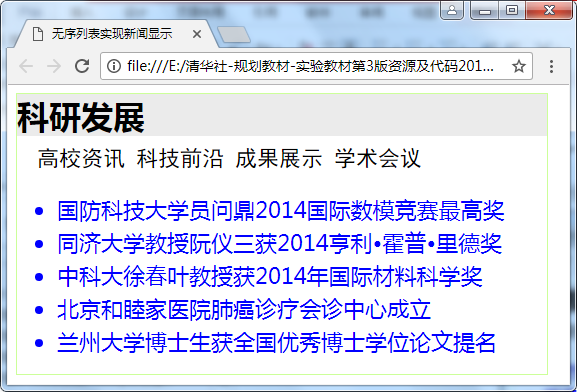 无序列表实现新闻显示
file:///E:/清华社-规划教材-实验教材第3版资源及代码201...
科研发展
高校资讯 科技前沿 成果展示 学术会议
• 国防科技大学员问鼎2014国际数模竞赛最高奖
• 同济大学教授阮仪三获2014亨利•霍普•里德奖
• 中科大徐春叶教授获2014年国际材料科学奖
• 北京和睦家医院肺癌诊疗会诊中心成立
• 兰州大学博士生获全国优秀博士学位论文提名